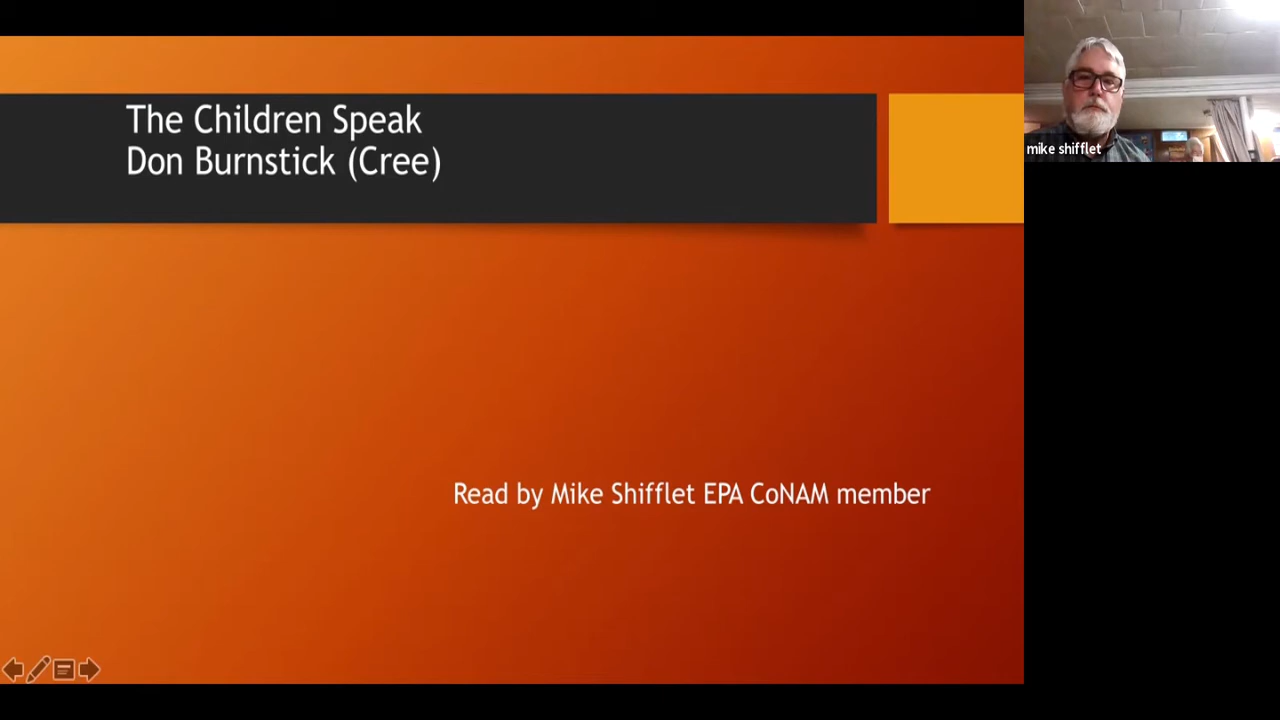 The Children Speak
Don Burnstick (Cree)
mike shifflet
Read by Mike Shifflet EPA CoNAM member